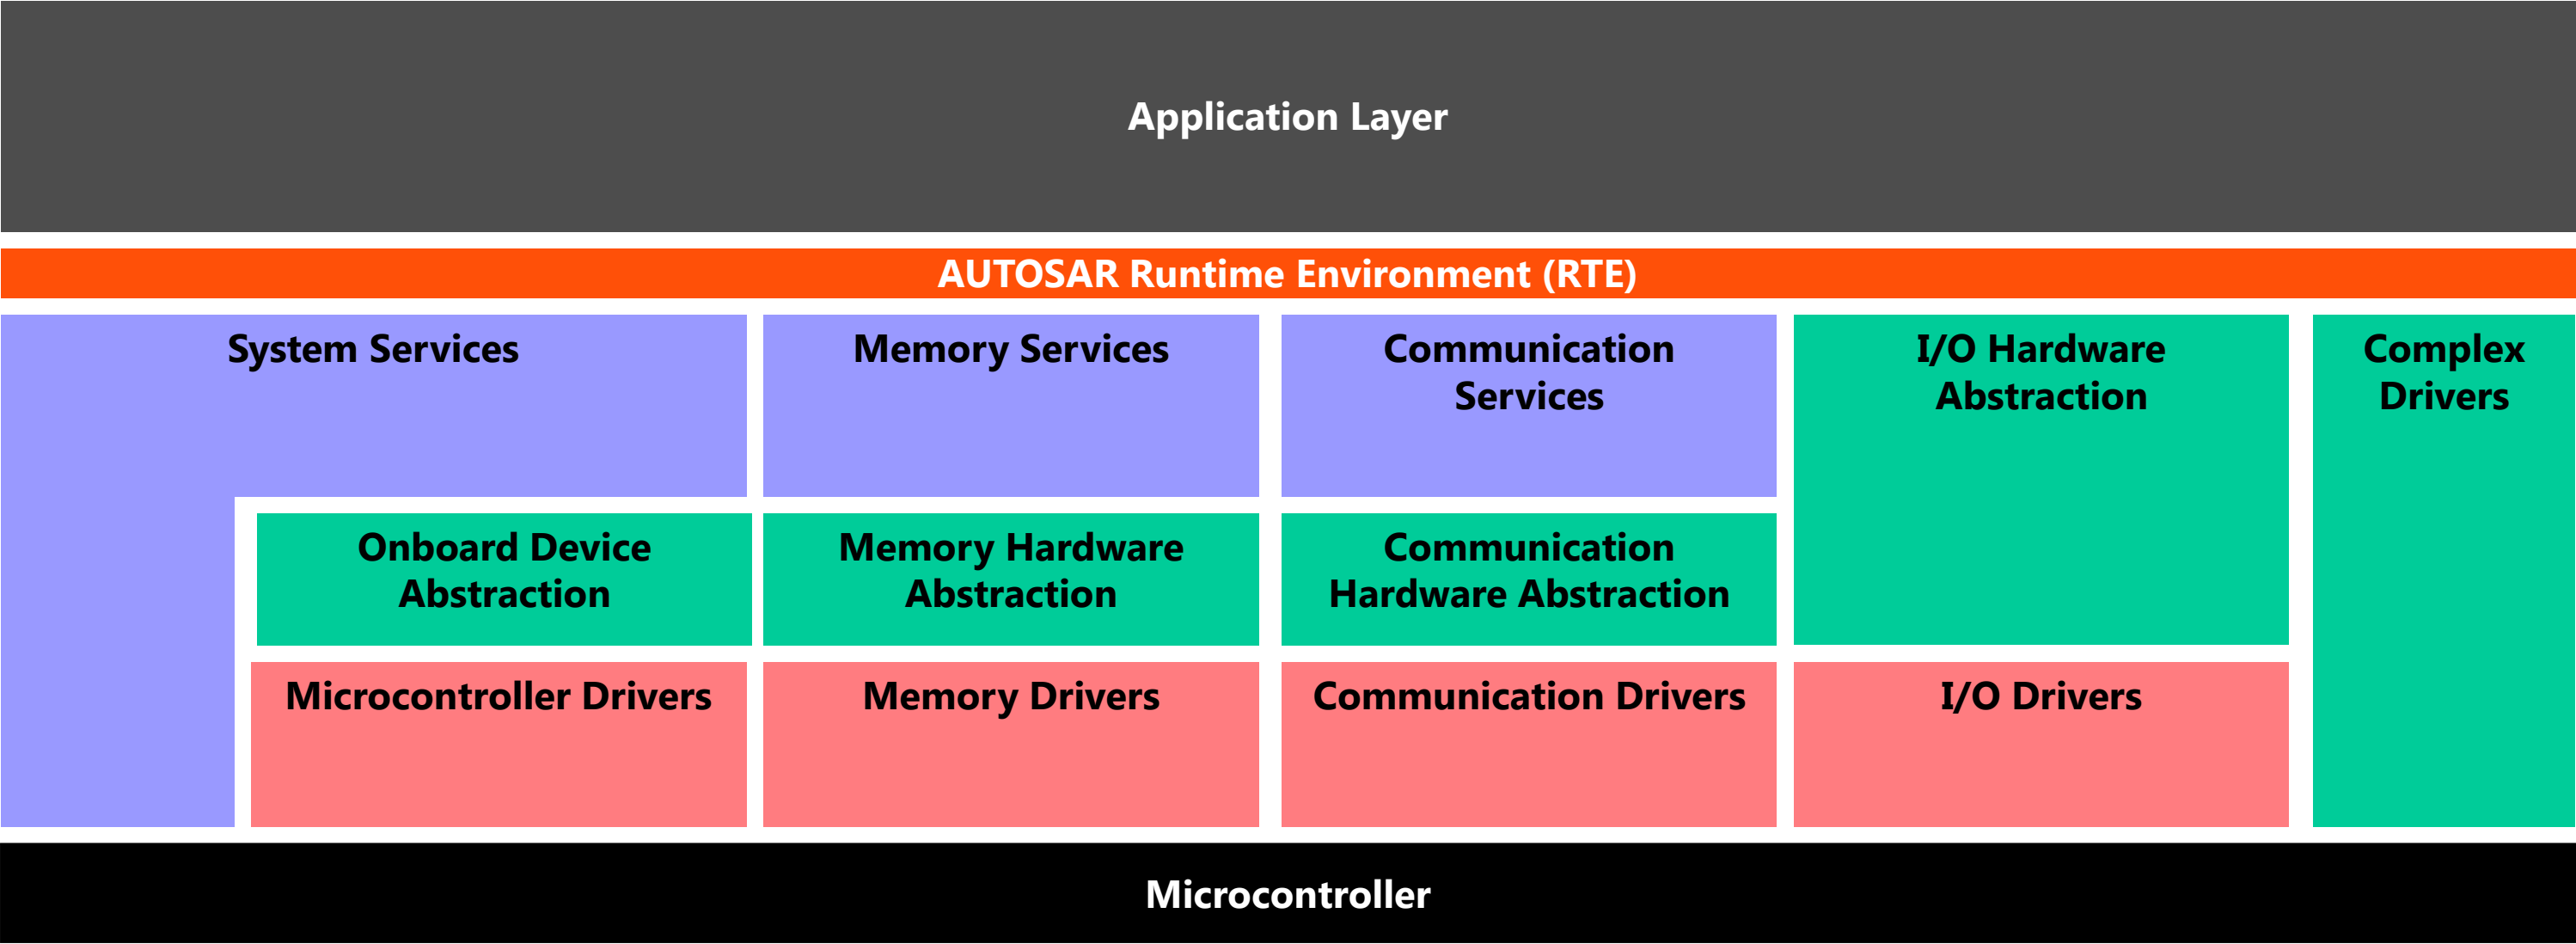 Application Layer
AUTOSAR Runtime Environment (RTE)
System Services
Memory Services
Communication
Services
I/O Hardware
Abstraction
Complex
Drivers
Onboard Device
Abstraction
Memory Hardware
Abstraction
Communication
Hardware Abstraction
Microcontroller Drivers
Memory Drivers
Communication Drivers
I/O Drivers
Microcontroller